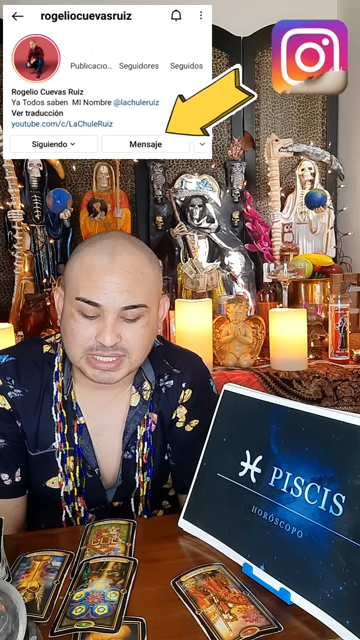 rogeliocuevasruiz
Publicacio... Seguidores Seguidos
Rogelio Cuevas Ruiz
Ya Todos saben Mi Nombre @lachuleruiz
Ver traducción
youtube.com/c/LaChuleRuiz
Siguiendo Mensaje
PISCIS
HORÓSCOPO